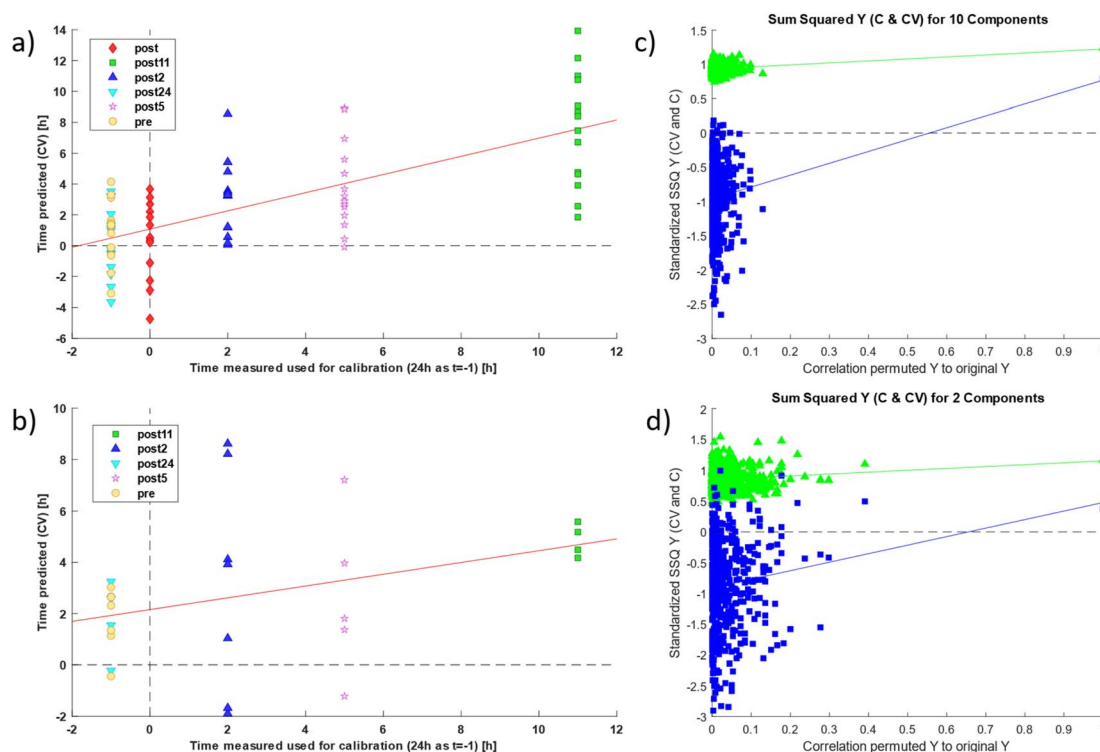 a)
14
12
10
8
6
4
2
0
-2
-4
-6
Time predicted (CV) [h]
post
post11
post2
post24
post5
pre
-2 0 2 4 6 8 10 12
Time measured used for calibration (24h as t=-1) [h]
c)
Sum Squared Y (C & CV) for 10 Components
1.5
1
0.5
0
-0.5
-1
-1.5
-2
-2.5
-3
Standardized SSQ Y (CV and C)
0 0.1 0.2 0.3 0.4 0.5 0.6 0.7 0.8 0.9
Correlation permuted Y to original Y
b)
10
8
6
4
2
0
-2
Time predicted (CV) [h]
post11
post2
post24
post5
pre
-2 0 2 4 6 8 10 12
Time measured used for calibration (24h as t=-1) [h]
d)
Sum Squared Y (C & CV) for 2 Components
2
1.5
1
0.5
0
-0.5
-1
-1.5
-2
-2.5
-3
Standardized SSQ Y (CV and C)
0 0.1 0.2 0.3 0.4 0.5 0.6 0.7 0.8 0.9
Correlation permuted Y to original Y